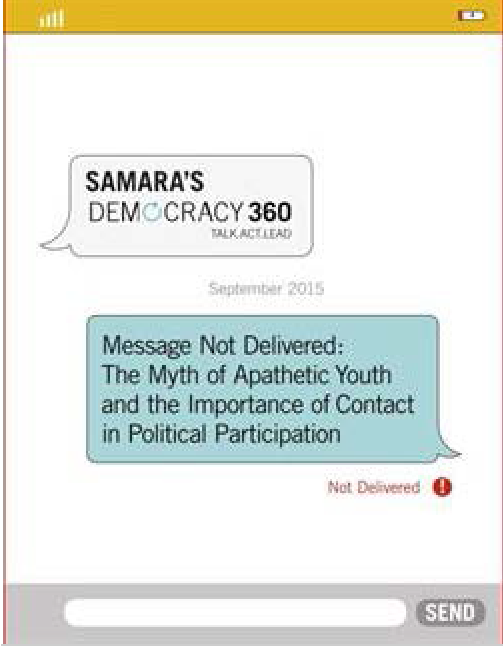 SAMARA'S
DEMOCRACY 360
TALK.ACT.LEAD
September 2015
Message Not Delivered:
The Myth of Apathetic Youth
and the Importance of Contact
in Political Participation
Not Delivered !
SEND